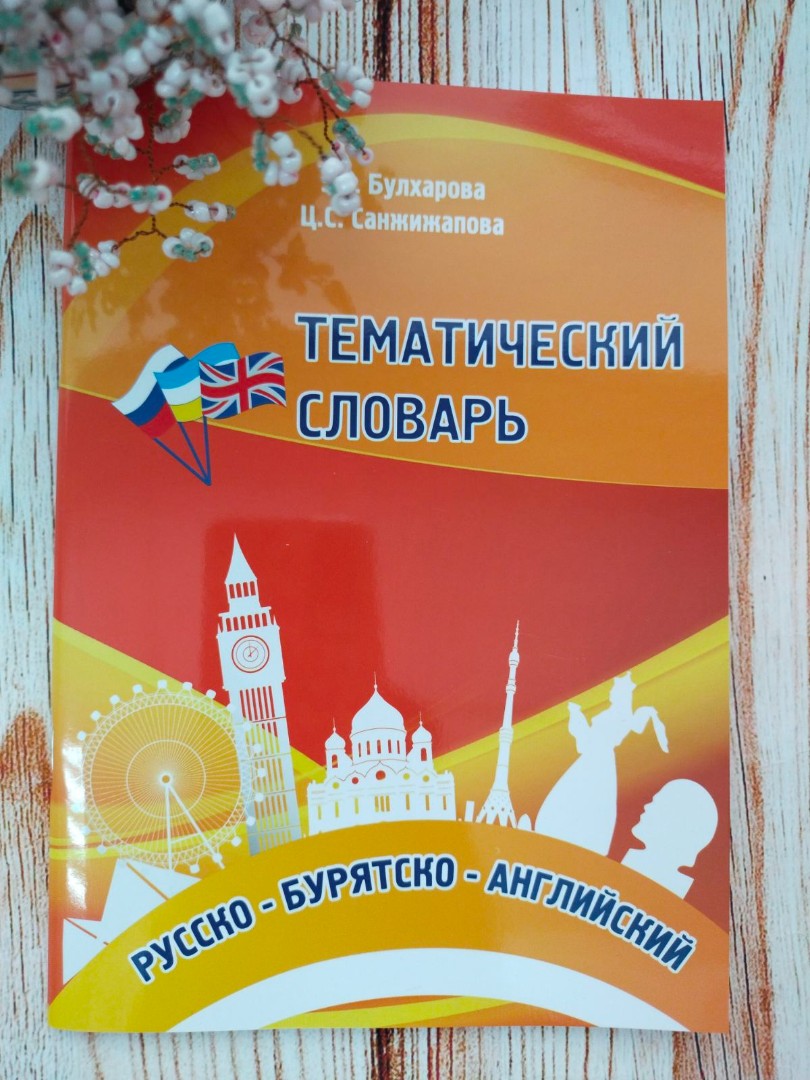 Булхарова
Ц.С. Санжижапова
ТЕМАТИЧЕСКИЙ
СЛОВАРЬ
РУССКО - БУРЯТСКО - АНГЛИЙСКИЙ